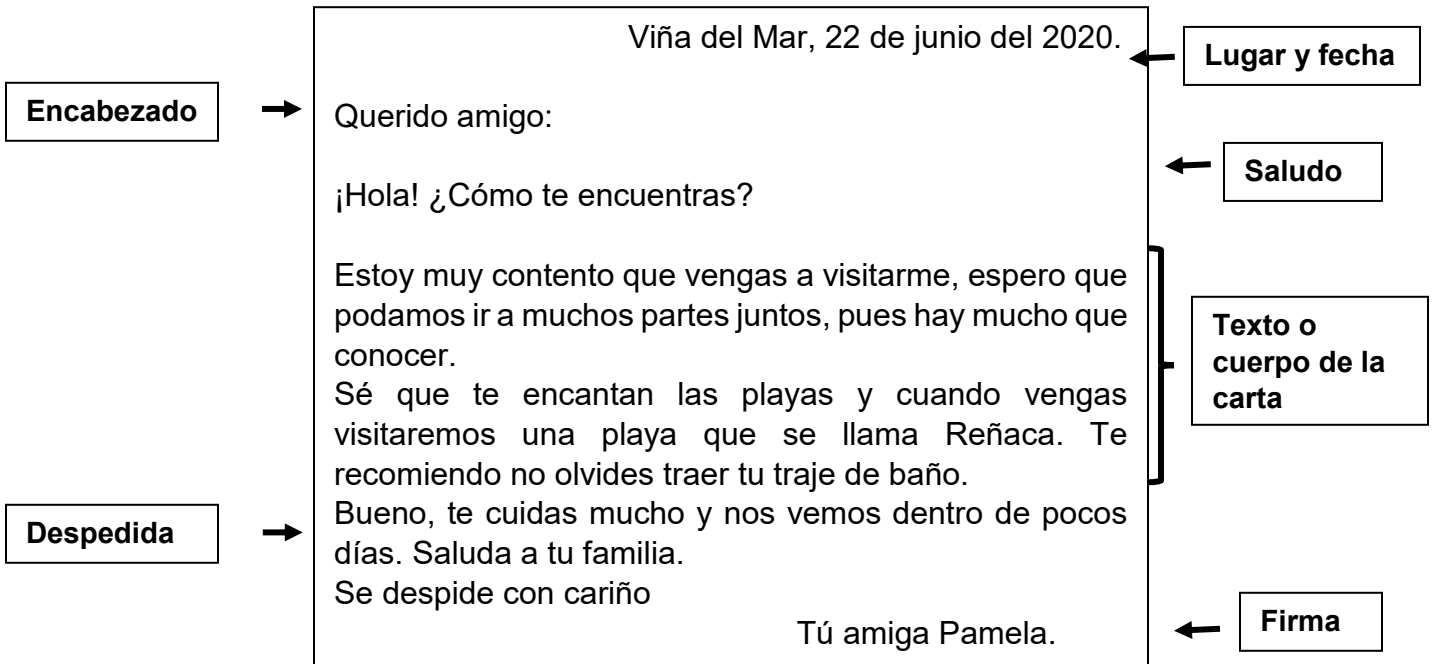 Viña del Mar, 22 de junio del 2020.
Lugar y fecha
Encabezado
Querido amigo:
Saludo
¡Hola! ¿Cómo te encuentras?
Estoy muy contento que vengas a visitarme, espero que
podamos ir a muchos partes juntos, pues hay mucho que
conocer.
Sé que te encantan las playas y cuando vengas
visitaremos una playa que se llama Reñaca. Te
recomiendo no olvides traer tu traje de baño.
Texto o
cuerpo de la
carta
Despedida
Bueno, te cuidas mucho y nos vemos dentro de pocos
días. Saluda a tu familia.
Se despide con cariño
Tú amiga Pamela.
Firma